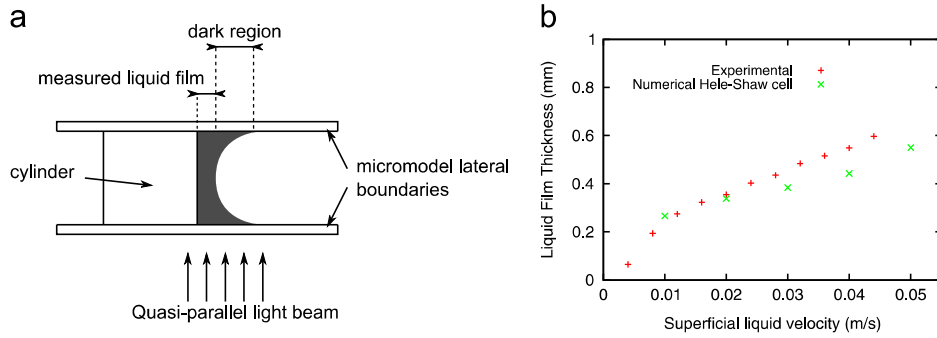 a
dark region
measured liquid film
cylinder
micromodel lateral
boundaries
Quasi-parallel light beam
b
Liquid Film Thickness (mm)
1
0.8
0.6
0.4
0.2
0
Experimental
Numerical Hele-Shaw cell
0 0.01 0.02 0.03 0.04 0.05
Superficial liquid velocity (m/s)